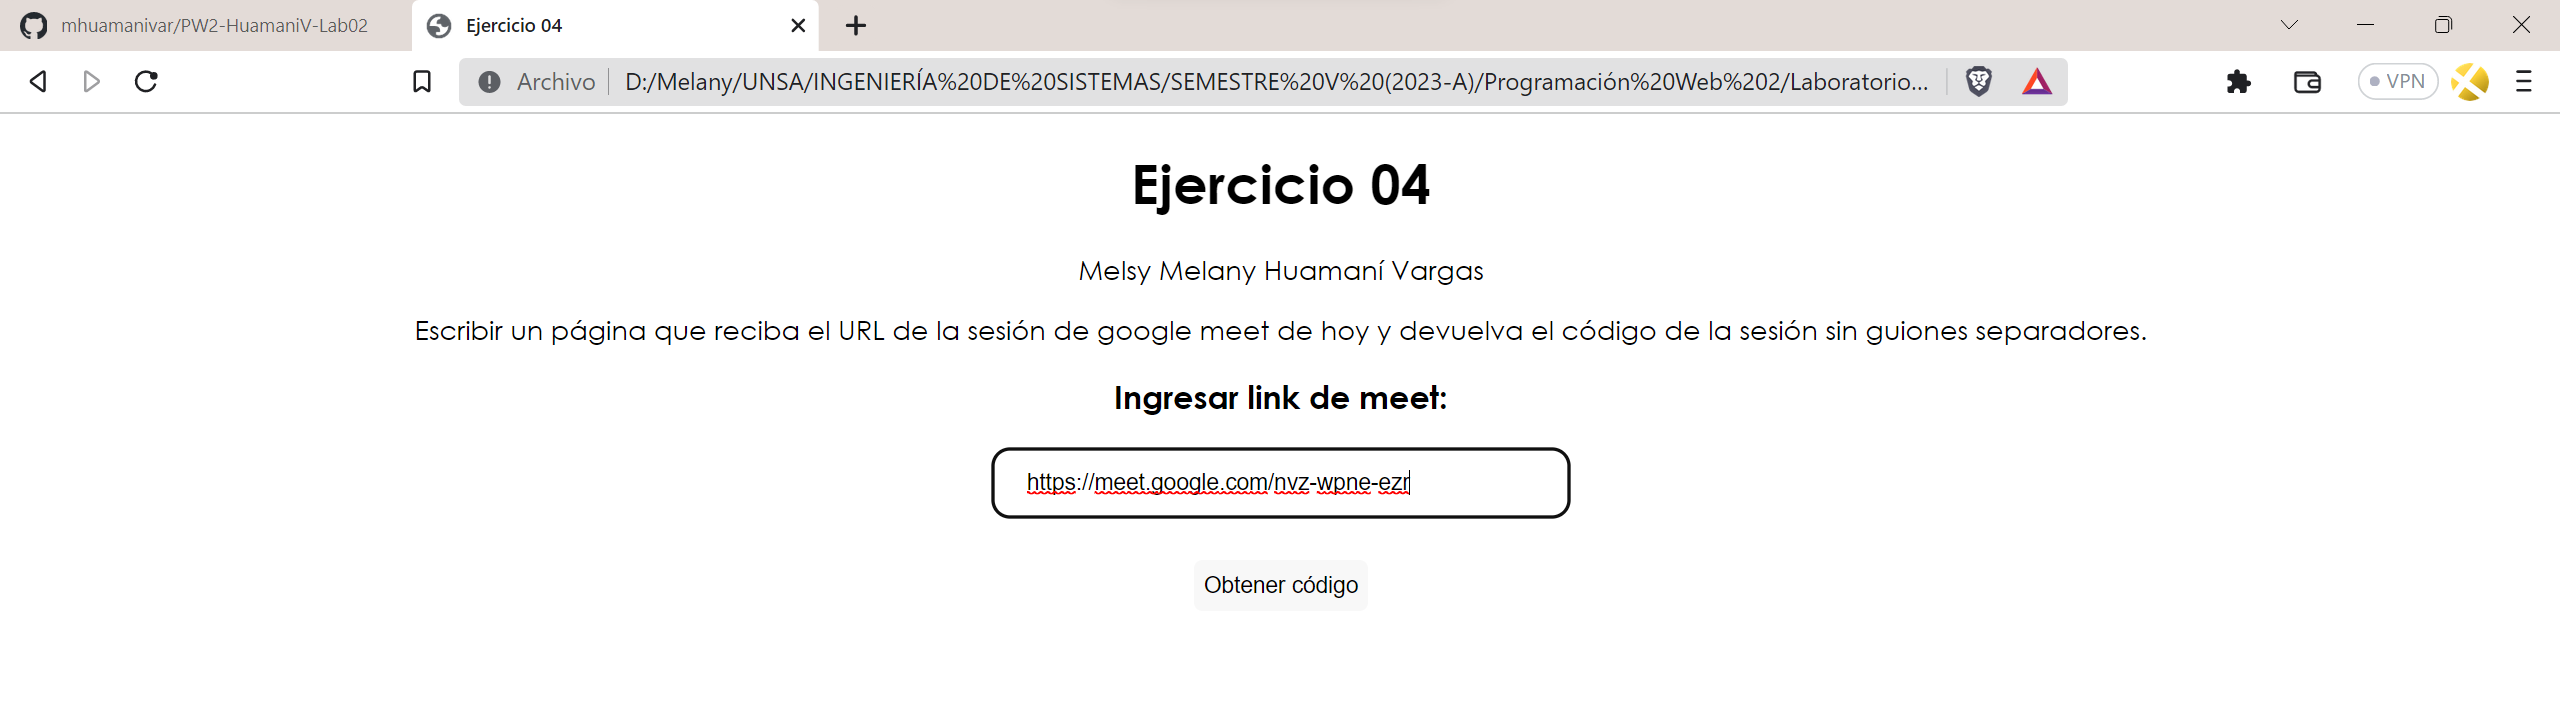 mhuamanivar/PW2-HuamaniV-Lab02
Ejercicio 04
Archivo
D:/Melany/UNSA/INGENIERÍA%20DE%20SISTEMAS/SEMESTRE%20V%20(2023-A)/Programación%20Web%202/Laboratorio...
VPN
Ejercicio 04
Melsy Melany Huamaní Vargas
Escribir un página que reciba el URL de la sesión de google meet de hoy y devuelva el código de la sesión sin guiones separadores.
Ingresar link de meet:
https://meet.google.com/nvz-wpne-ezr
Obtener código